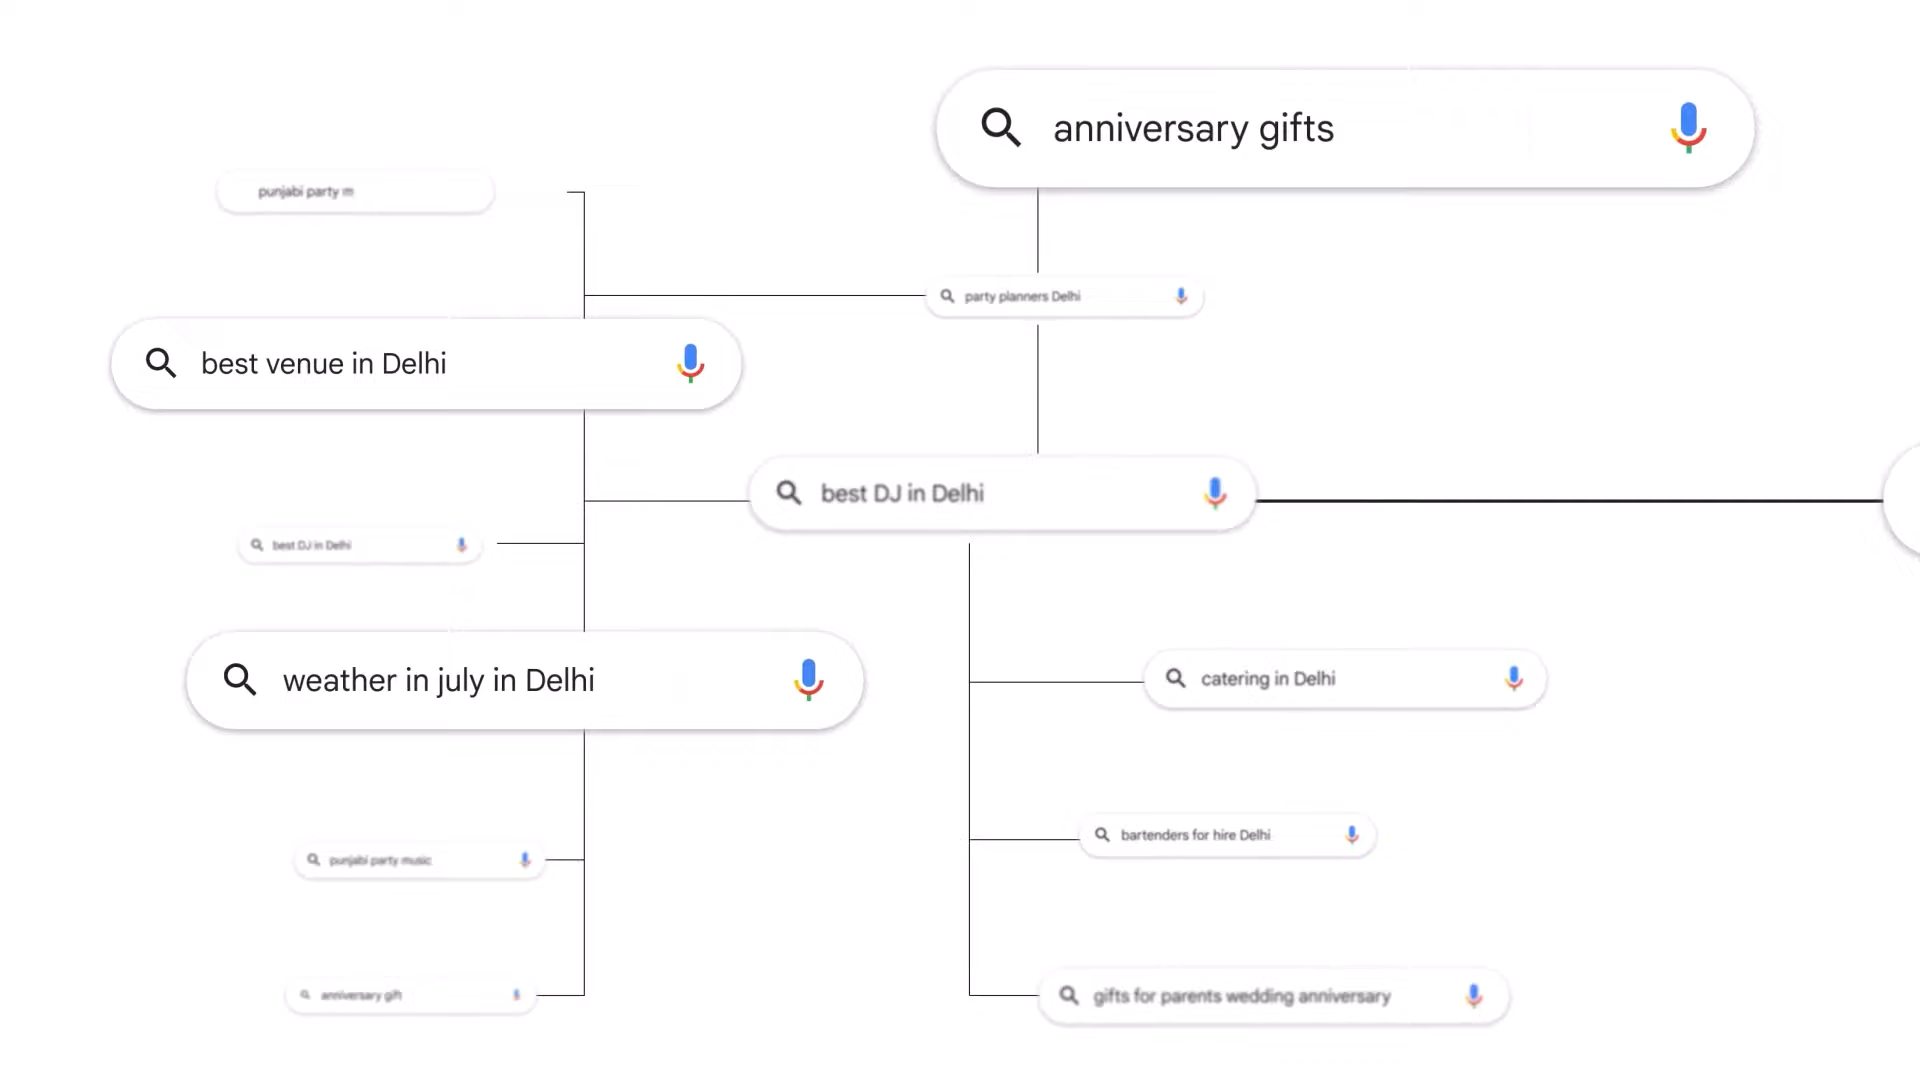 anniversary gifts
punjabi party m
party planners Delhi
best venue in Delhi
best DJ in Delhi
best DJ in Delhi
weather in july in Delhi
catering in Delhi
bartenders for hire Delhi
punjabi party music
anniversary gift
gifts for parents wedding anniversary